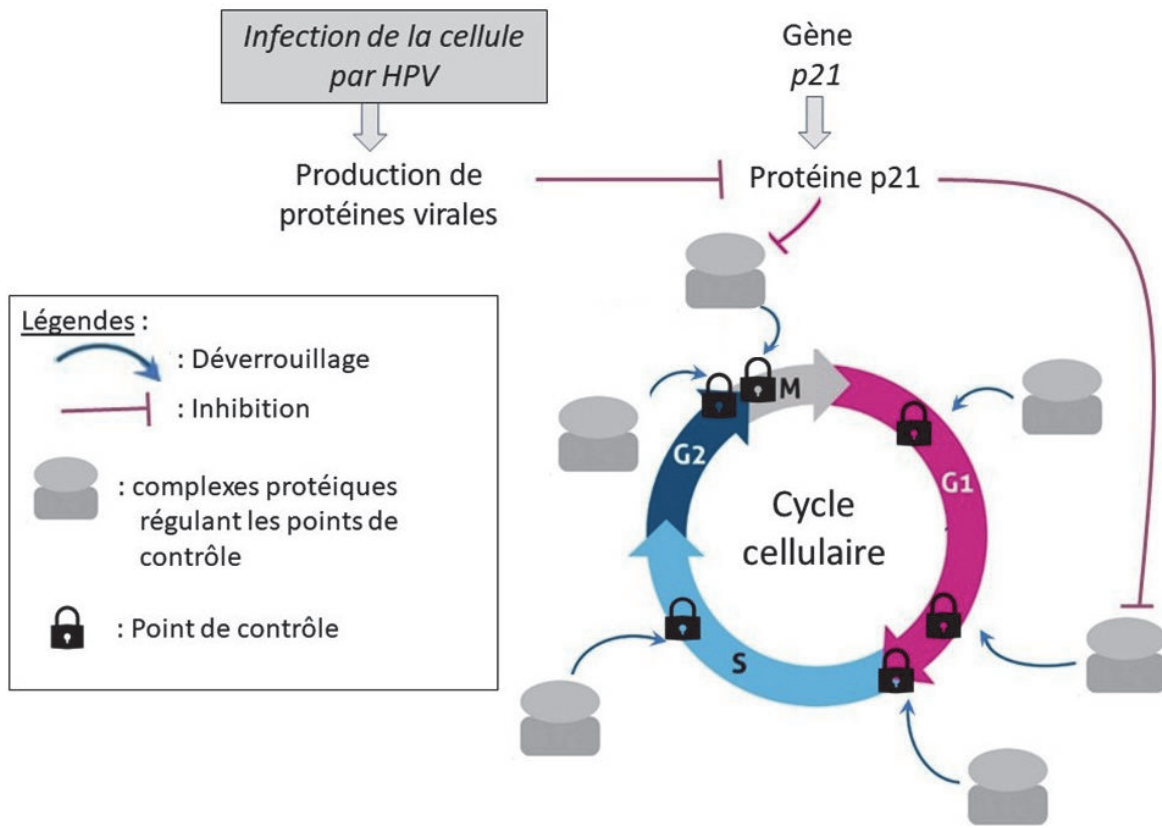 Infection de la cellule
par HPV
Gène
p21
Production de
protéines virales
Protéine p21
Légendes :
: Déverrouillage
: Inhibition
: complexes protéiques
régulant les points de
contrôle
: Point de contrôle
M
G2
G1
Cycle
cellulaire
S